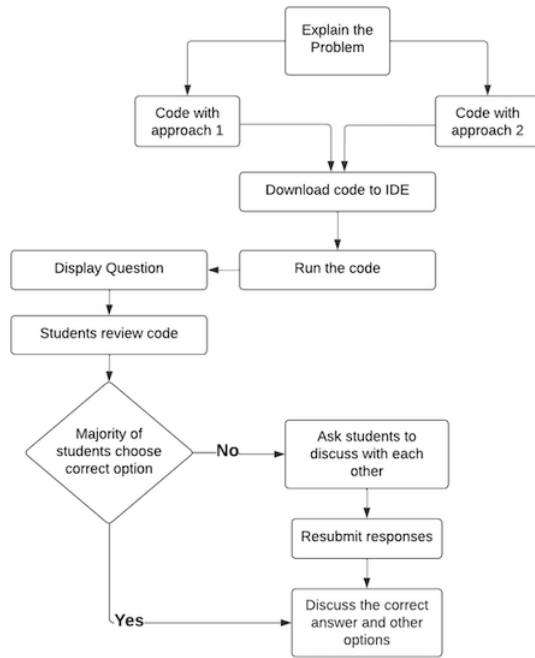 Explain the
Problem
Code with
approach 1
Code with
approach 2
Download code to IDE
Run the code
Display Question
Students review code
Majority of
students choose
correct option
No
Ask students to
discuss with each
other
Resubmit responses
Yes
Discuss the correct
answer and other
options